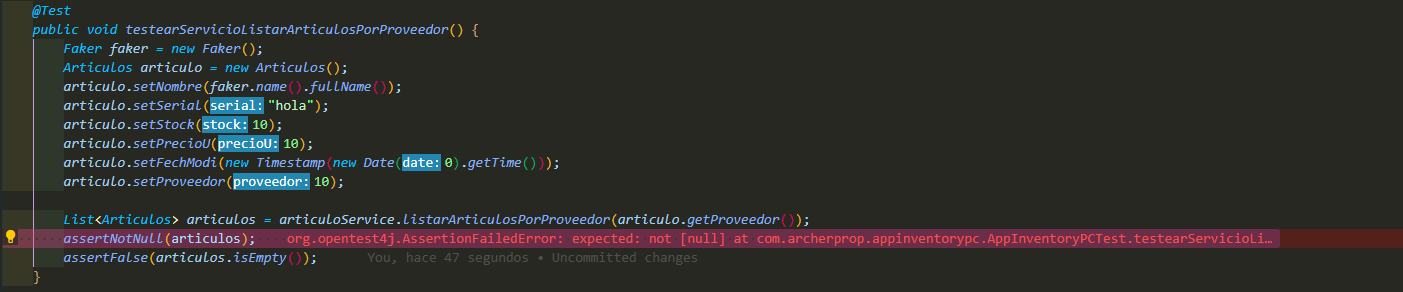 @Test
public void testearServicioListarArticulosPorProveedor() {
Faker faker = new Faker();
Articulos articulo = new Articulos();
articulo.setNombre(faker.name().fullName());
articulo.setSerial(serial: "hola");
articulo.setStock(stock: 10);
articulo.setPrecioU(precioU: 10);
articulo.setFechModi(new Timestamp(new Date(date: 0).getTime()));
articulo.setProveedor(proveedor: 10);
List<Articulos> articulos = articuloService.listarArticulosPorProveedor(articulo.getProveedor());
assertNotNull(articulos); org.opentest4j.AssertionFailedError: expected: not [null] at com.archerprop.appinventorypc.AppInventoryPCTest.testearServicioLi…
assertFalse(articulos.isEmpty()); You, hace 47 segundos • Uncommitted changes
}